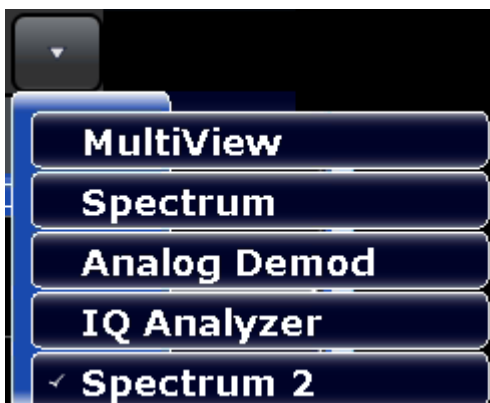 MultiView
Spectrum
Analog Demod
IQ Analyzer
Spectrum 2